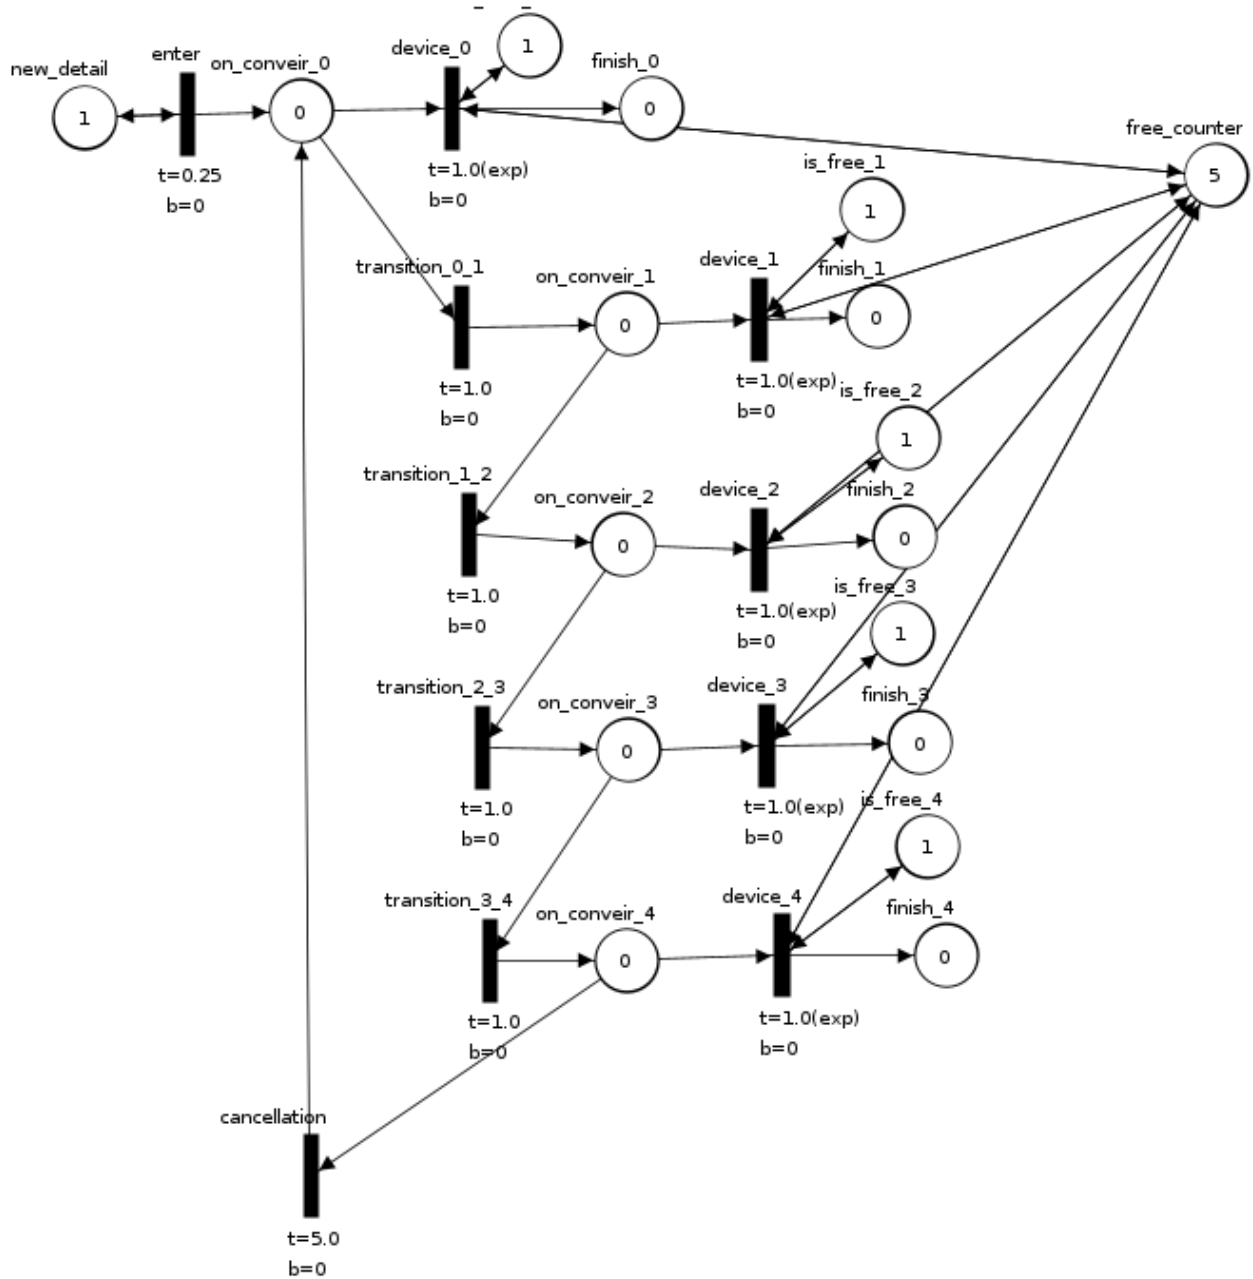 new_detail
1
enter
t=0.25
b=0
on_conveir_0
0
device_0
t=1.0(exp)
b=0
1
finish_0
0
free_counter
5
transition_0_1
t=1.0
b=0
on_conveir_1
0
device_1
t=1.0(exp)
b=0
is_free_1
1
finish_1
0
transition_1_2
t=1.0
b=0
on_conveir_2
0
device_2
t=1.0(exp)
b=0
is_free_2
1
finish_2
0
transition_2_3
t=1.0
b=0
on_conveir_3
0
device_3
t=1.0(exp)
b=0
is_free_3
1
finish_3
0
transition_3_4
t=1.0
b=0
on_conveir_4
0
device_4
t=1.0(exp)
b=0
is_free_4
1
finish_4
0
cancellation
t=5.0
b=0